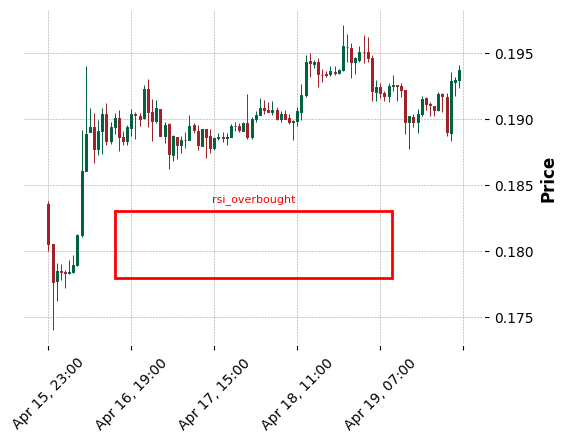 0.195
0.190
rsi_overbought
0.185
0.180
0.175
Price
Apr 15, 23:00
Apr 16, 19:00
Apr 17, 15:00
Apr 18, 11:00
Apr 19, 07:00